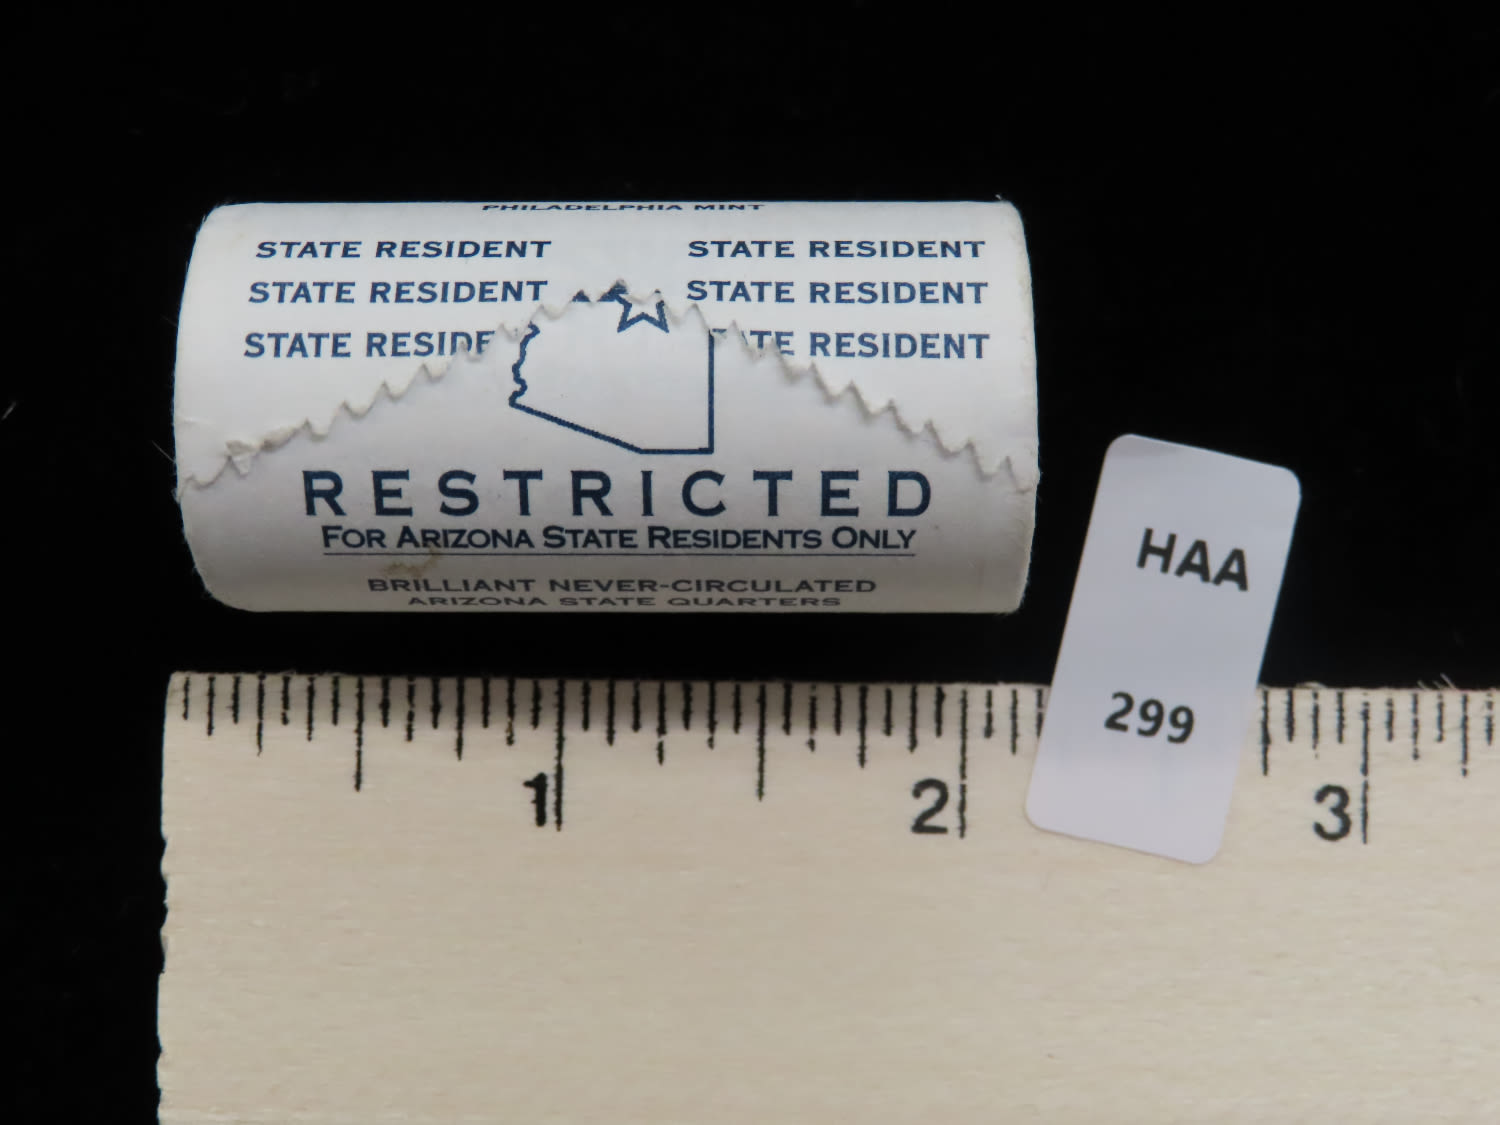 PHILADELPHIA MINT
STATE RESIDENT STATE RESIDENT
STATE RESIDENT STATE RESIDENT
STATE RESIDE TE RESIDENT
RESTRICTED
FOR ARIZONA STATE RESIDENTS ONLY
BRILLIANT NEVER-CIRCULATED
ARIZONA STATE QUARTERS
HAA
299
1 2 3